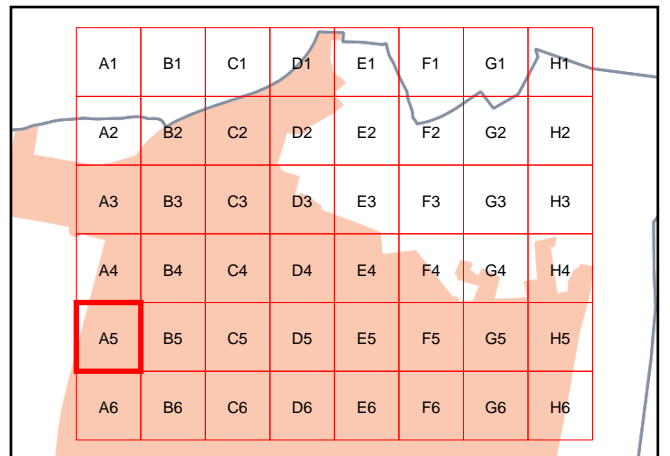 A1 B1 C1 D1 E1 F1 G1 H1
A2 B2 C2 D2 E2 F2 G2 H2
A3 B3 C3 D3 E3 F3 G3 H3
A4 B4 C4 D4 E4 F4 G4 H4
A5 B5 C5 D5 E5 F5 G5 H5
A6 B6 C6 D6 E6 F6 G6 H6